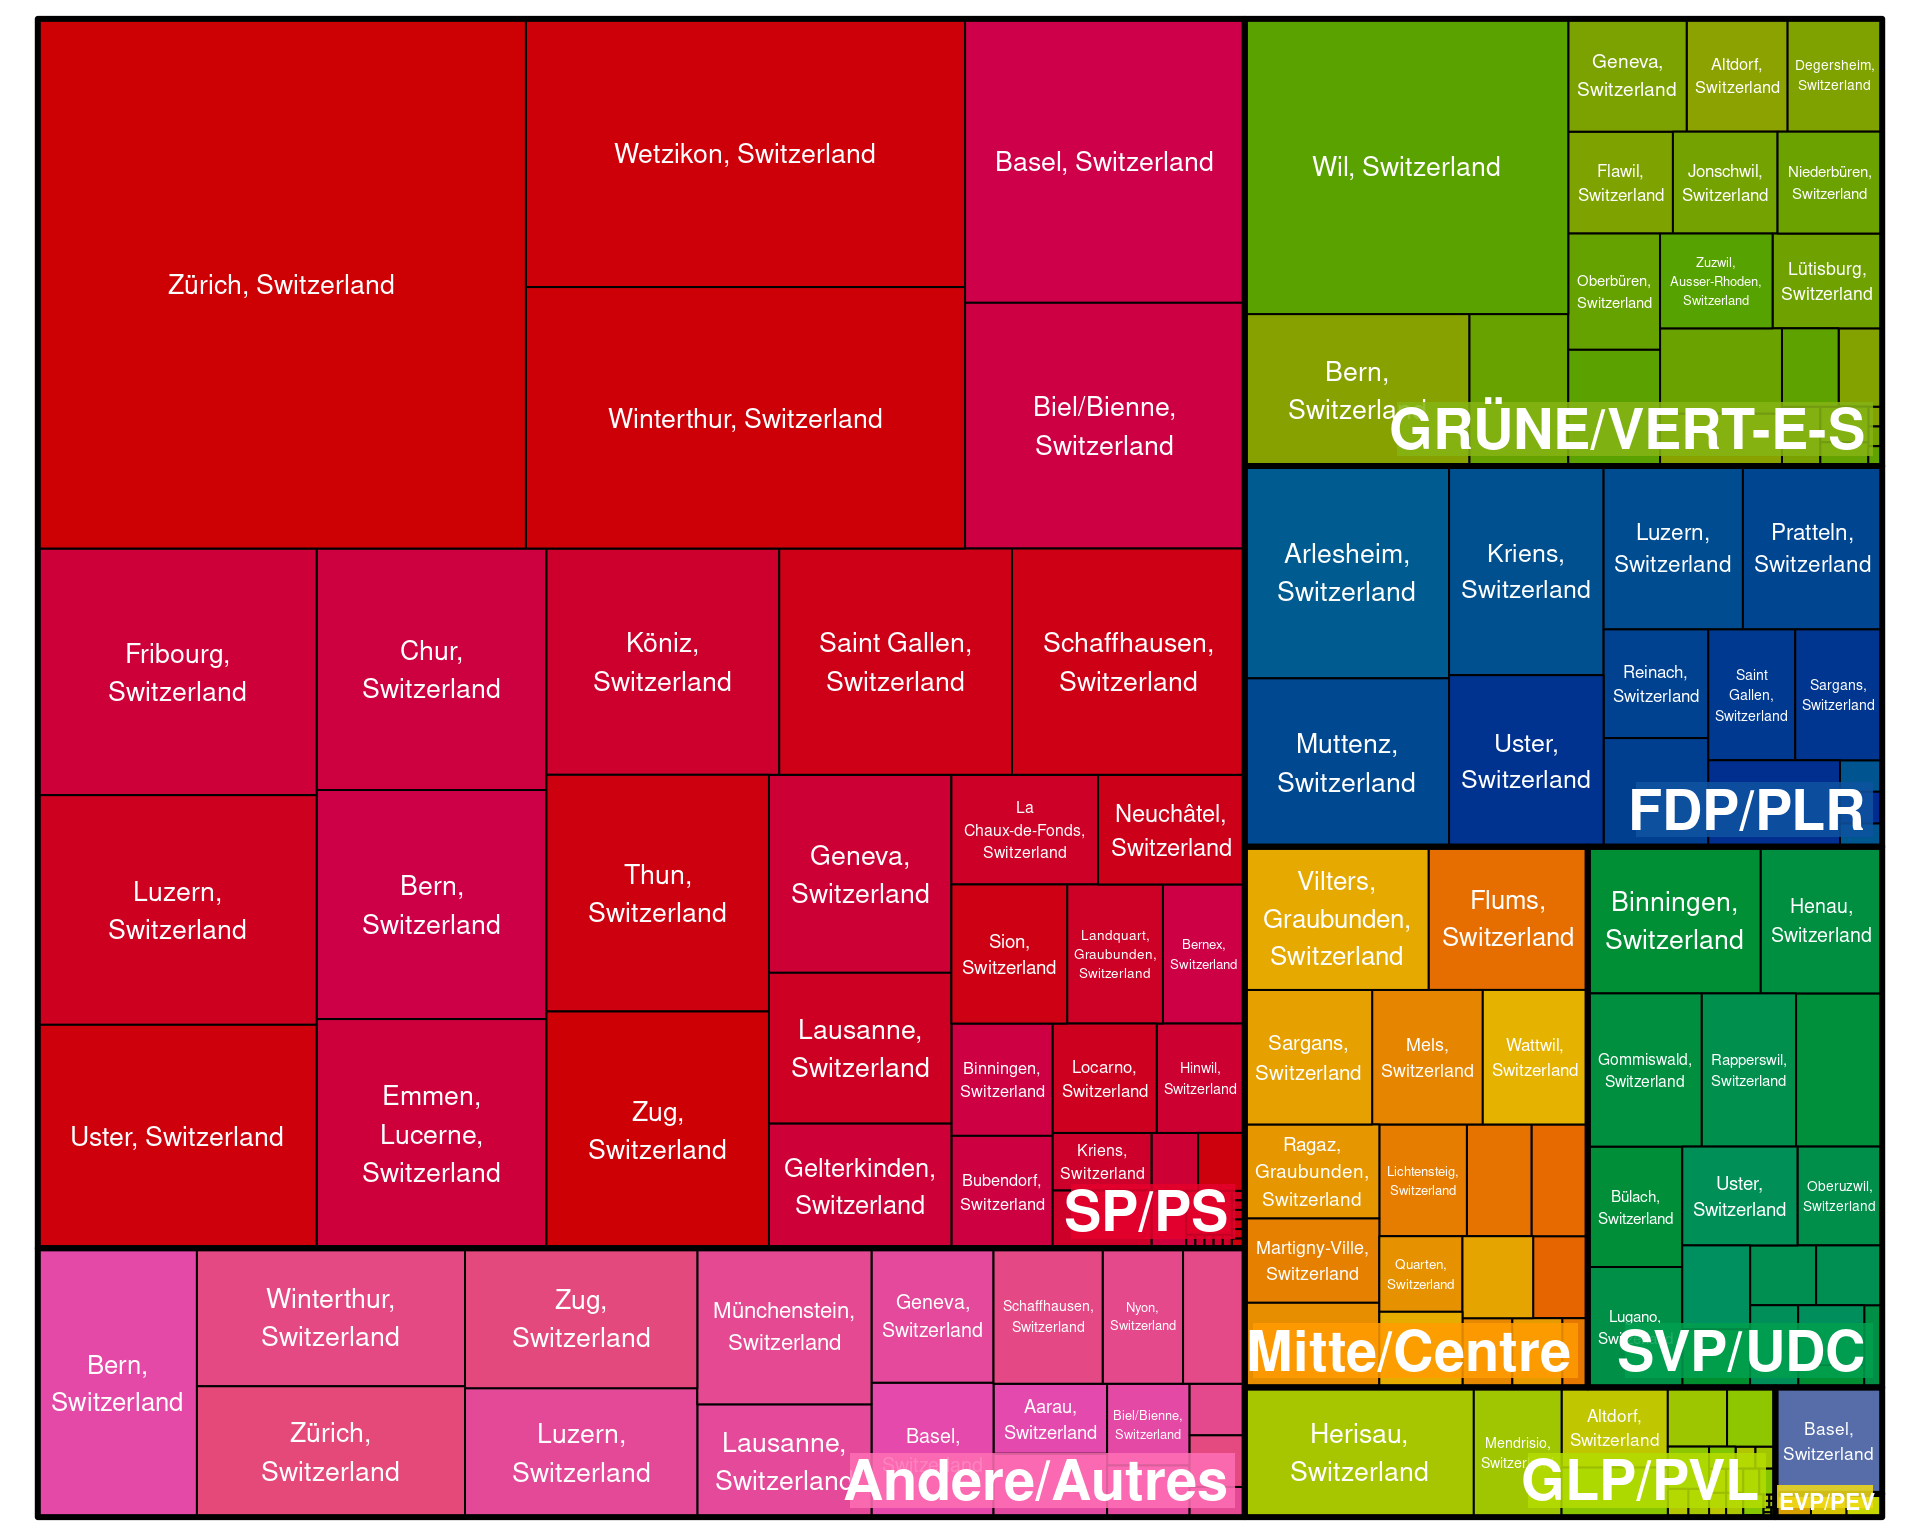 Zürich, Switzerland
Wetzikon, Switzerland
Winterthur, Switzerland
Basel, Switzerland
Biel/Bienne,
Switzerland
Fribourg,
Switzerland
Luzern,
Switzerland
Uster, Switzerland
Chur,
Switzerland
Bern,
Switzerland
Emmen,
Lucerne,
Switzerland
Köniz,
Switzerland
Saint Gallen,
Switzerland
Schaffhausen,
Switzerland
Thun,
Switzerland
Zug,
Switzerland
Geneva,
Switzerland
Lausanne,
Switzerland
Gelterkinden,
Switzerland
La
Chaux-de-Fonds,
Switzerland
Neuchâtel,
Switzerland
Sion,
Switzerland
Landquart,
Graubunden,
Switzerland
Bernex,
Switzerland
Binningen,
Switzerland
Bubendorf,
Switzerland
Locarno,
Switzerland
Hinwil,
Switzerland
Kriens,
Switzerland
SP/PS
Bern,
Switzerland
Winterthur,
Switzerland
Zürich,
Switzerland
Zug,
Switzerland
Luzern,
Switzerland
Münchenstein,
Switzerland
Lausanne,
Switzerland
Geneva,
Switzerland
Basel,
Switzerland
Schaffhausen,
Switzerland
Nyon,
Switzerland
Aarau,
Switzerland
Biel/Bienne,
Switzerland
Andere/Autres
Wil, Switzerland
Bern,
Switzerland
Geneva,
Switzerland
Altdorf,
Switzerland
Degersheim,
Switzerland
Flawil,
Switzerland
Jonschwil,
Switzerland
Niederbüren,
Switzerland
Oberbüren,
Switzerland
Zuzwil,
Ausser-Rhoden,
Switzerland
Lütisburg,
Switzerland
GRÜNE/VERT-E-S
Arlesheim,
Switzerland
Muttenz,
Switzerland
Kriens,
Switzerland
Uster,
Switzerland
Luzern,
Switzerland
Pratteln,
Switzerland
Reinach,
Switzerland
Saint
Gallen,
Switzerland
Sargans,
Switzerland
FDP/PLR
Vilters,
Graubunden,
Switzerland
Flums,
Switzerland
Sargans,
Switzerland
Mels,
Switzerland
Wattwil,
Switzerland
Ragaz,
Graubunden,
Switzerland
Martigny-Ville,
Switzerland
Lichtensteig,
Switzerland
Quarten,
Switzerland
Mitte/Centre
Binningen,
Switzerland
Henau,
Switzerland
Gommiswald,
Switzerland
Rapperswil,
Switzerland
Bülach,
Switzerland
Uster,
Switzerland
Oberuzwil,
Switzerland
Lugano,
SVP/UDC
Herisau,
Switzerland
Mendrisio,
Altdorf,
Switzerland
GLP/PVL
Basel,
Switzerland
EVP/PEV